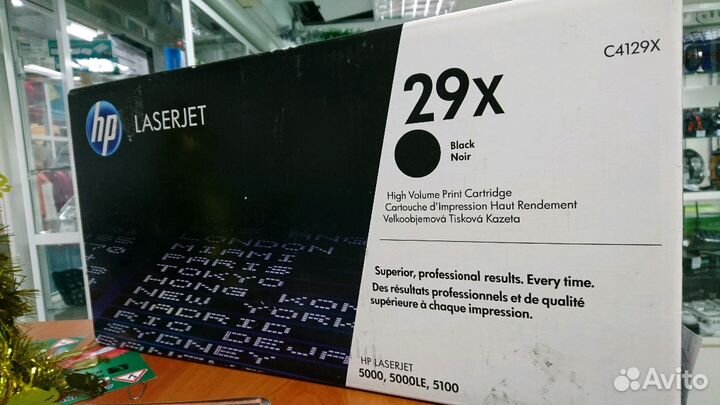 hp
LASERJET
C4129X
29X
Black
Noir
High Volume Print Cartridge
Cartouche d'Impression Haut Rendement
Velkoobjemová Tisková Kazeta
Superior, professional results. Every time.
Des résultats professionnels et de qualité
supérieure à chaque impression.
HP LASERJET
5000, 5000LE, 5100
Avito